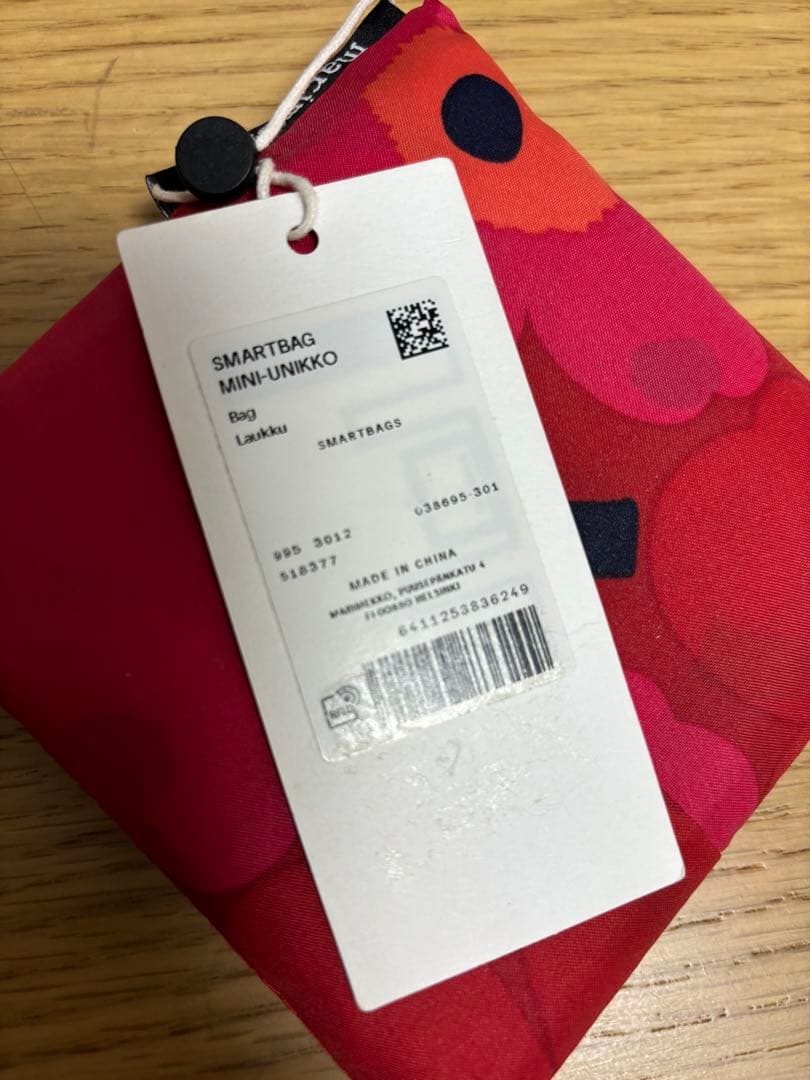 SMARTBAG
MINI-UNIKKO
Bag
Laukku
SMARTBAGS
038695-301
995 3012
518377
MADE IN CHINA
MARIMEKKO, PUUSEPÄNKATU 4
FI-00880 HELSINKI
6411253836249
RFID